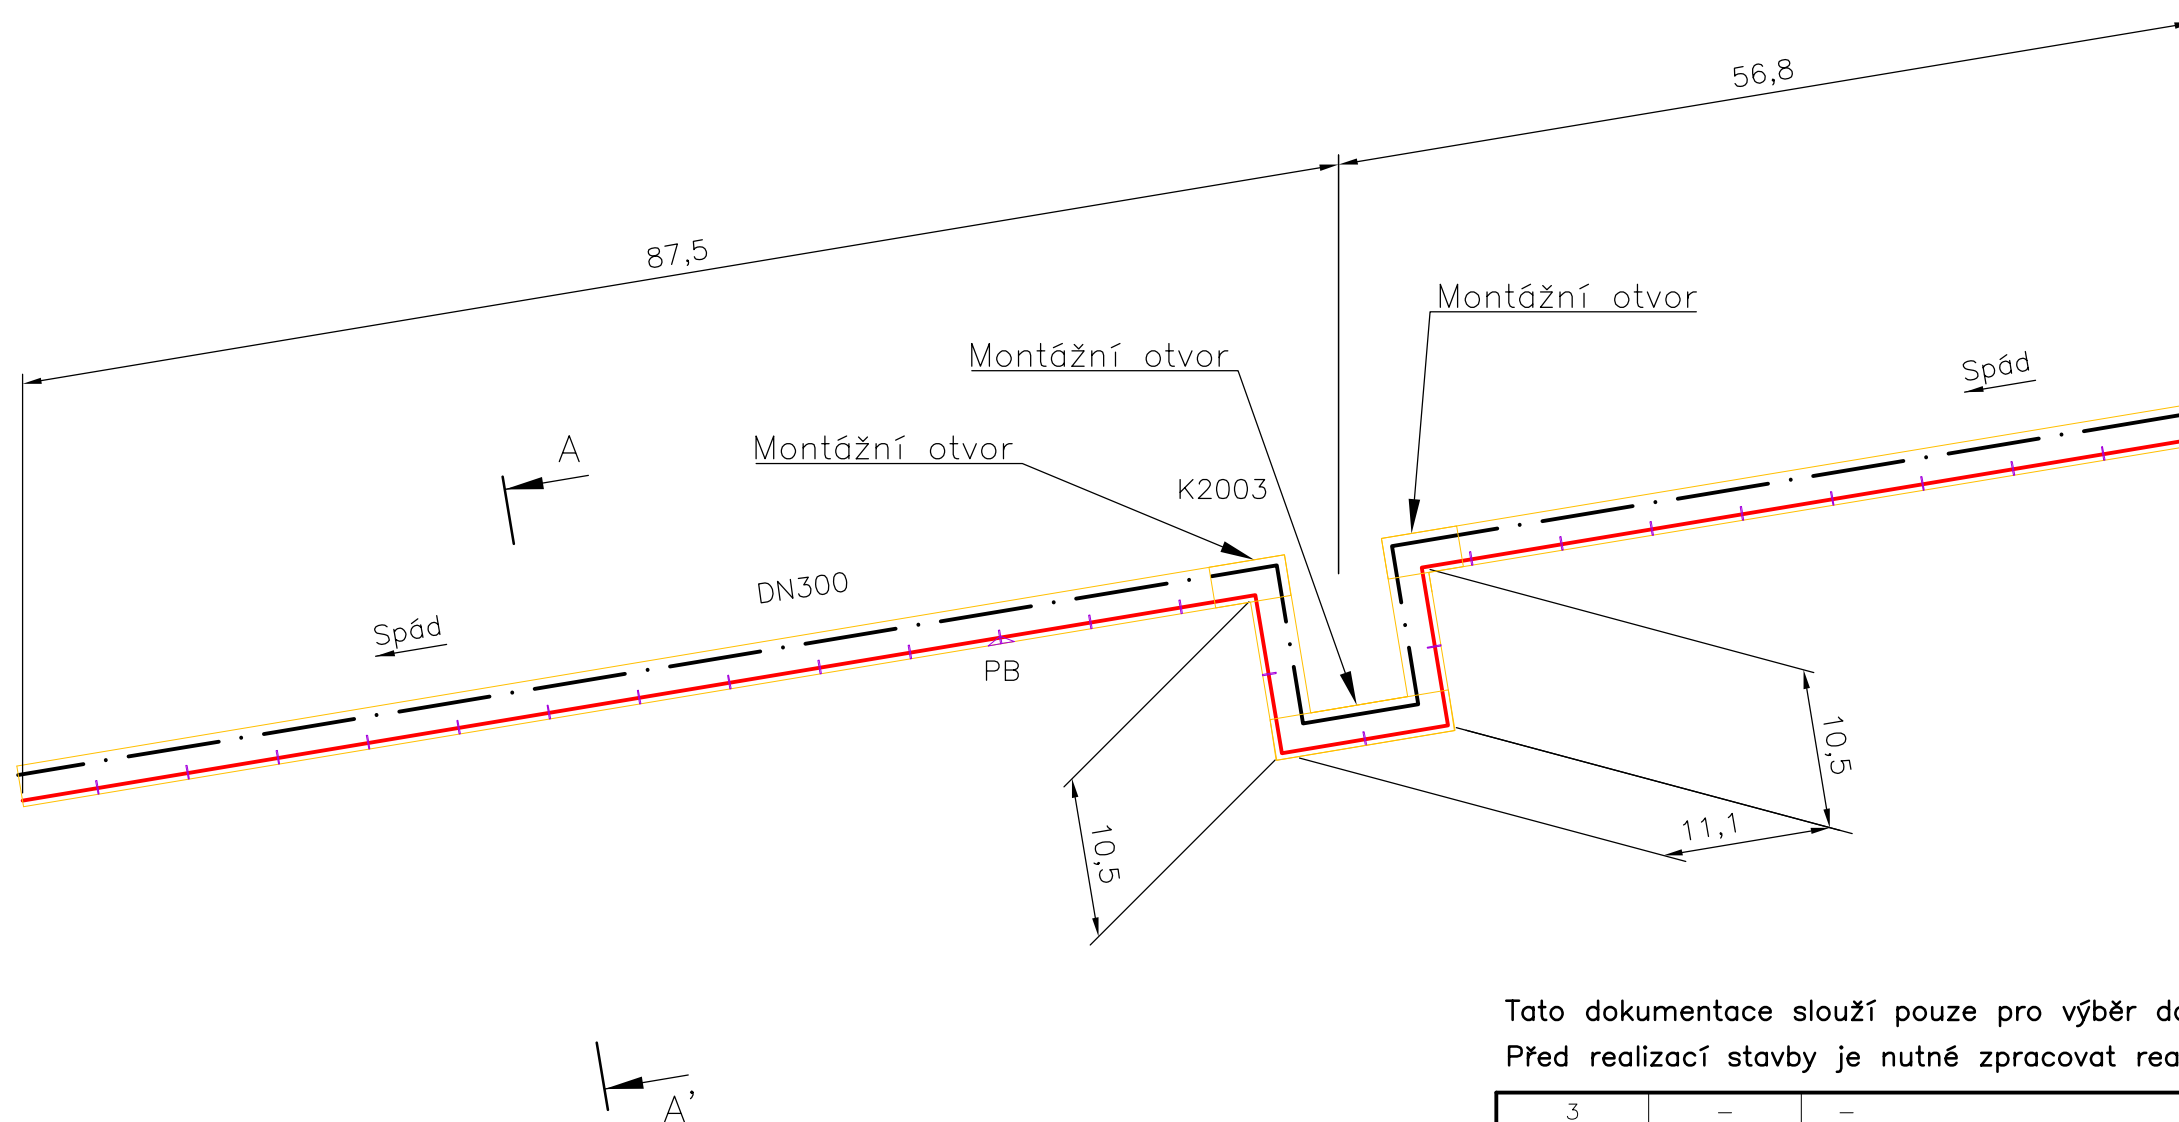 56,8
87,5
Montážní otvor
Montážní otvor
Spád
A
Montážní otvor
K2003
DN300
Spád
PB
10,5
11,1
10,5
Tato dokumentace slouží pouze pro výběr
Před realizací stavby je nutné zpracovat
A'
3 – –